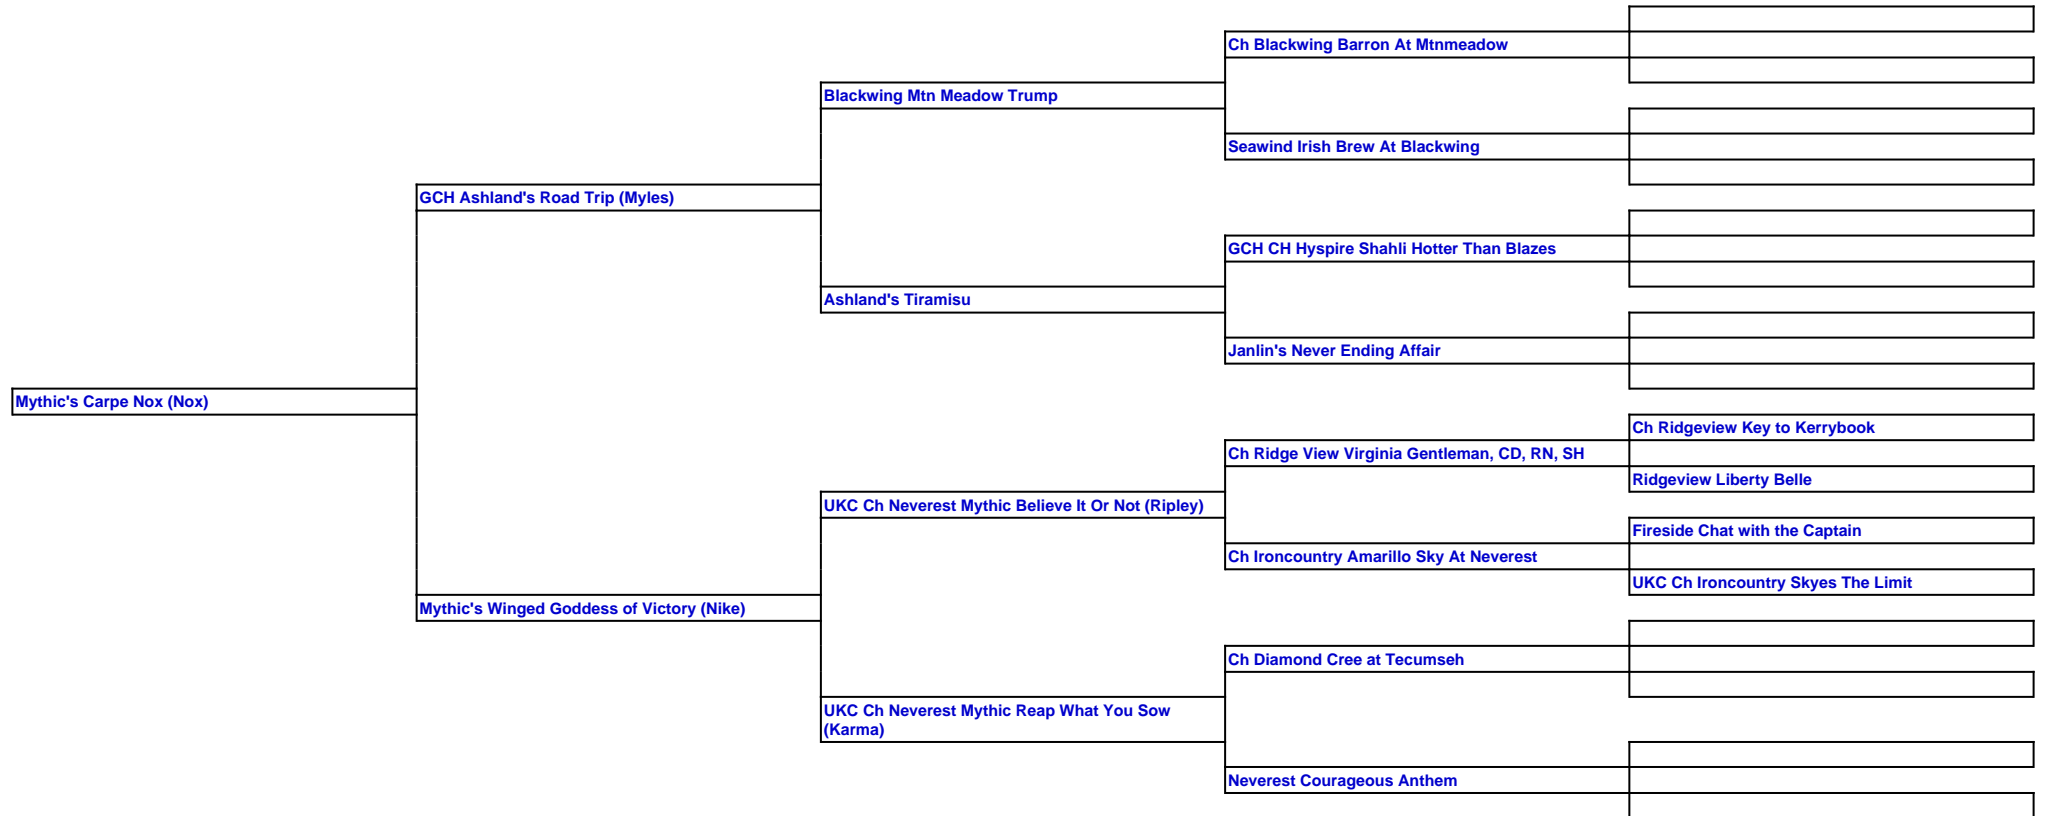 Ch Blackwing Barron At Mtnmeadow
Blackwing Mtn Meadow Trump
Seawind Irish Brew At Blackwing
GCH Ashland's Road Trip (Myles)
GCH CH Hyspire Shahli Hotter Than Blazes
Ashland's Tiramisu
Janlin's Never Ending Affair
Mythic's Carpe Nox (Nox)
Ch Ridgeview Key to Kerrybook
Ch Ridge View Virginia Gentleman, CD, RN, SH
Ridgeview Liberty Belle
UKC Ch Neverest Mythic Believe It Or Not (Ripley)
Fireside Chat with the Captain
Ch Ironcountry Amarillo Sky At Neverest
UKC Ch Ironcountry Skyes The Limit
Mythic's Winged Goddess of Victory (Nike)
Ch Diamond Cree at Tecumseh
UKC Ch Neverest Mythic Reap What You Sow
(Karma)
Neverest Courageous Anthem